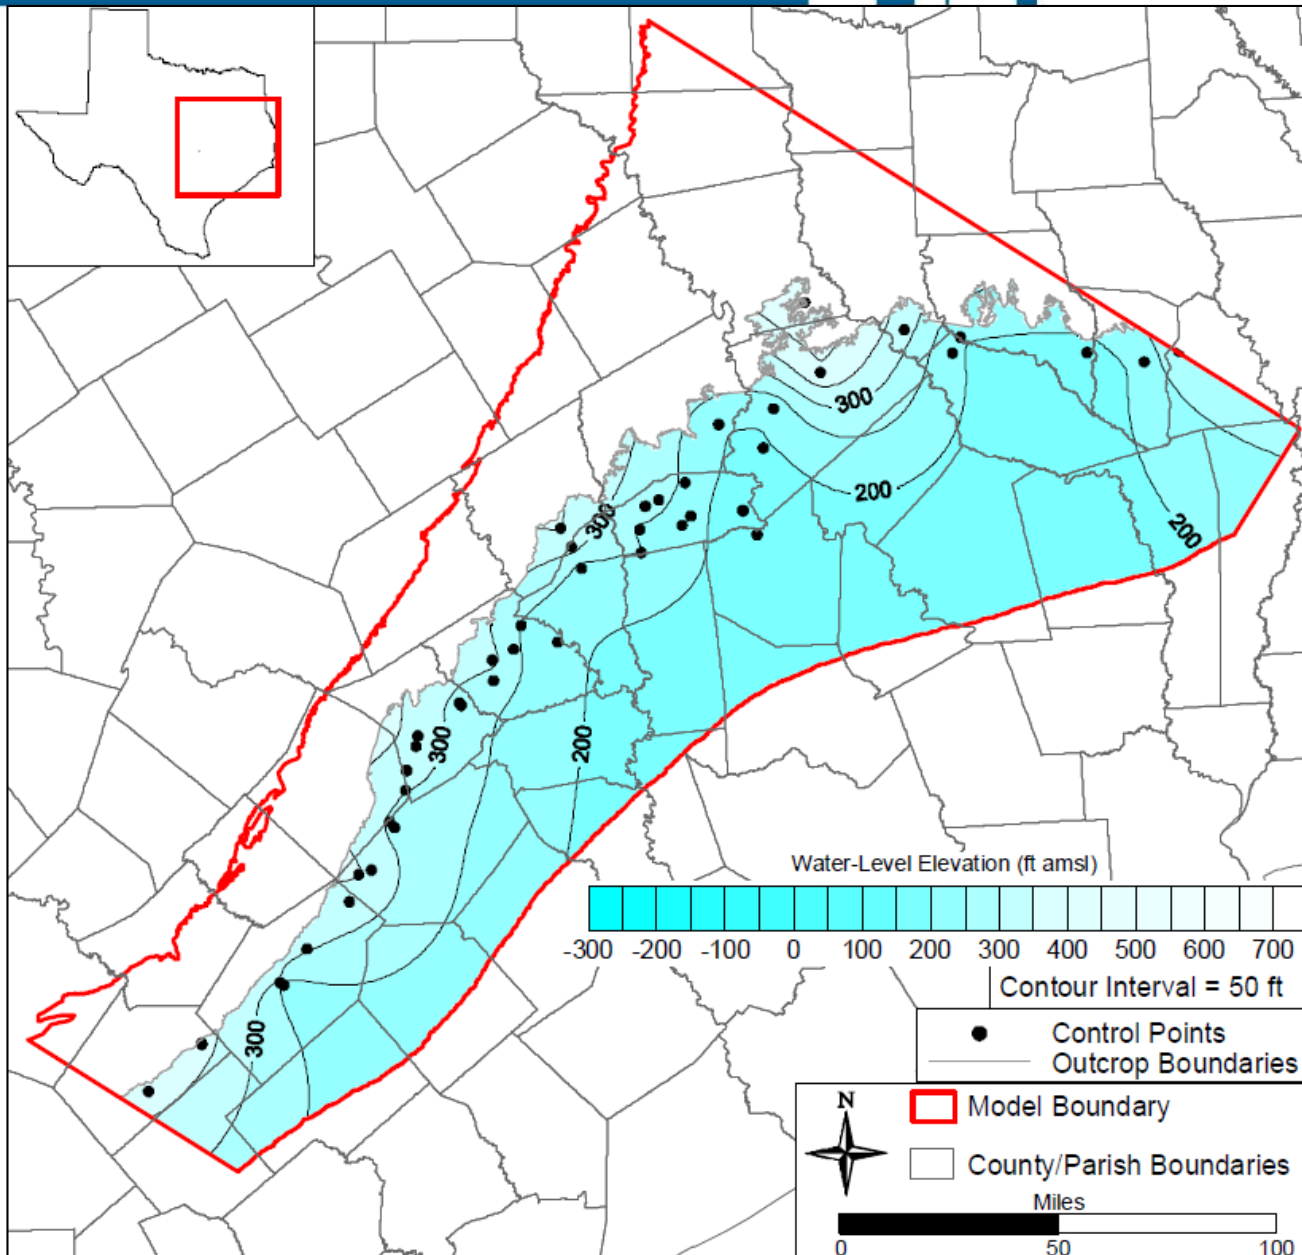 300
200
300
200
300
200
300
Water-Level Elevation (ft amsl)
-300 -200 -100 0 100 200 300 400 500 600 700
Contour Interval = 50 ft
Control Points
Outcrop Boundaries
N
Model Boundary
County/Parish Boundaries
Miles
0 50 100